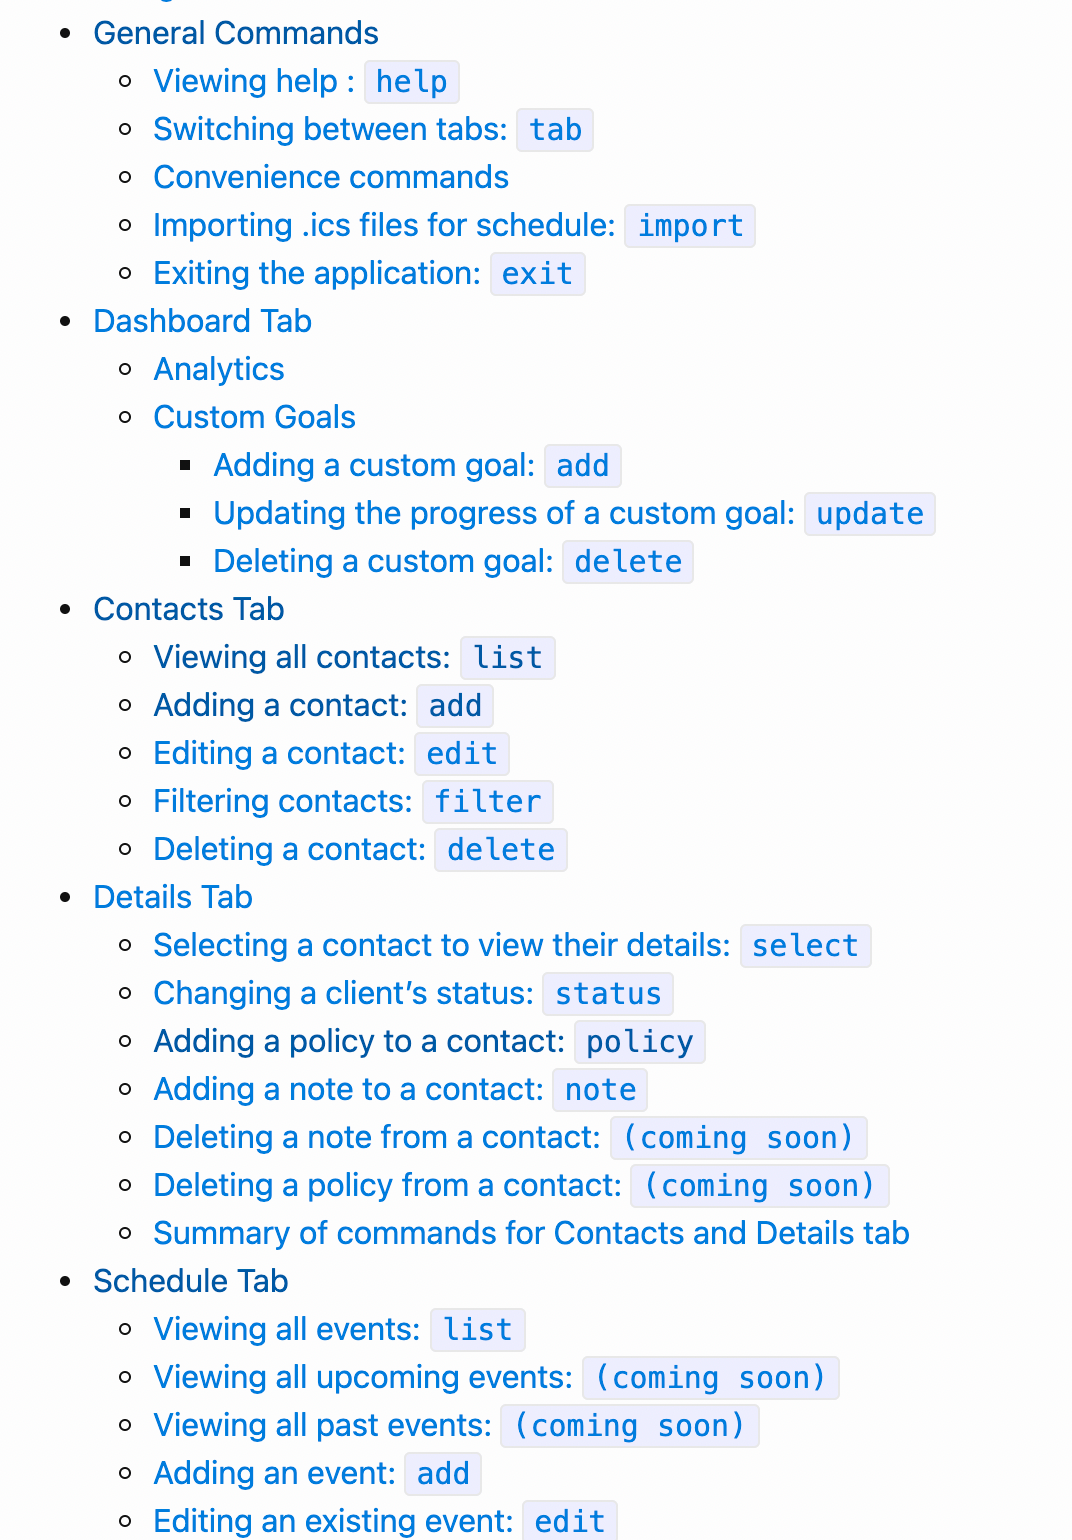 General Commands
Viewing help : help
Switching between tabs: tab
Convenience commands
Importing .ics files for schedule: import
Exiting the application: exit
Dashboard Tab
Analytics
Custom Goals
Adding a custom goal: add
Updating the progress of a custom goal: update
Deleting a custom goal: delete
Contacts Tab
Viewing all contacts: list
Adding a contact: add
Editing a contact: edit
Filtering contacts: filter
Deleting a contact: delete
Details Tab
Selecting a contact to view their details: select
Changing a client’s status: status
Adding a policy to a contact: policy
Adding a note to a contact: note
Deleting a note from a contact: (coming soon)
Deleting a policy from a contact: (coming soon)
Summary of commands for Contacts and Details tab
Schedule Tab
Viewing all events: list
Viewing all upcoming events: (coming soon)
Viewing all past events: (coming soon)
Adding an event: add
Editing an existing event: edit